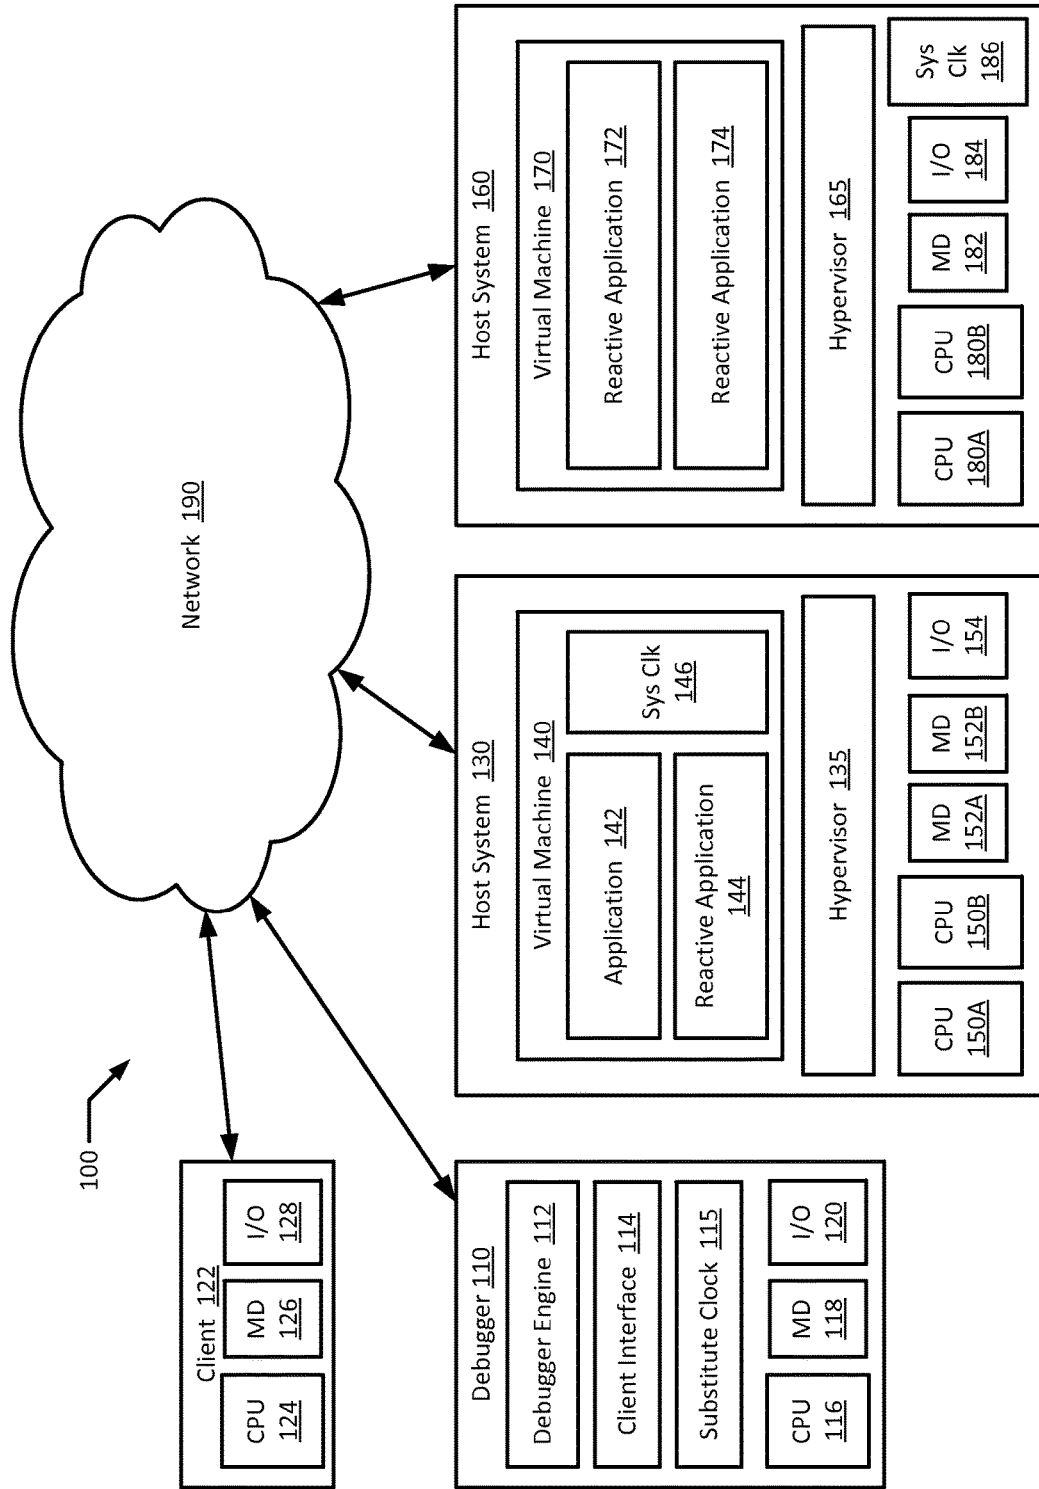 100
Client 122
CPU
124
MD
126
I/O
128
Network 190
Debugger 110
Debugger Engine 112
Client Interface 114
Substitute Clock 115
CPU
116
MD
118
I/O
120
Host System 130
Virtual Machine 140
Application 142
Reactive Application
144
Sys Clk
146
Hypervisor 135
CPU
150A
CPU
150B
MD
152A
MD
152B
I/O
154
Host System 160
Virtual Machine 170
Reactive Application 172
Reactive Application 174
Hypervisor 165
CPU
180A
CPU
180B
MD
182
I/O
184
Sys
Clk
186